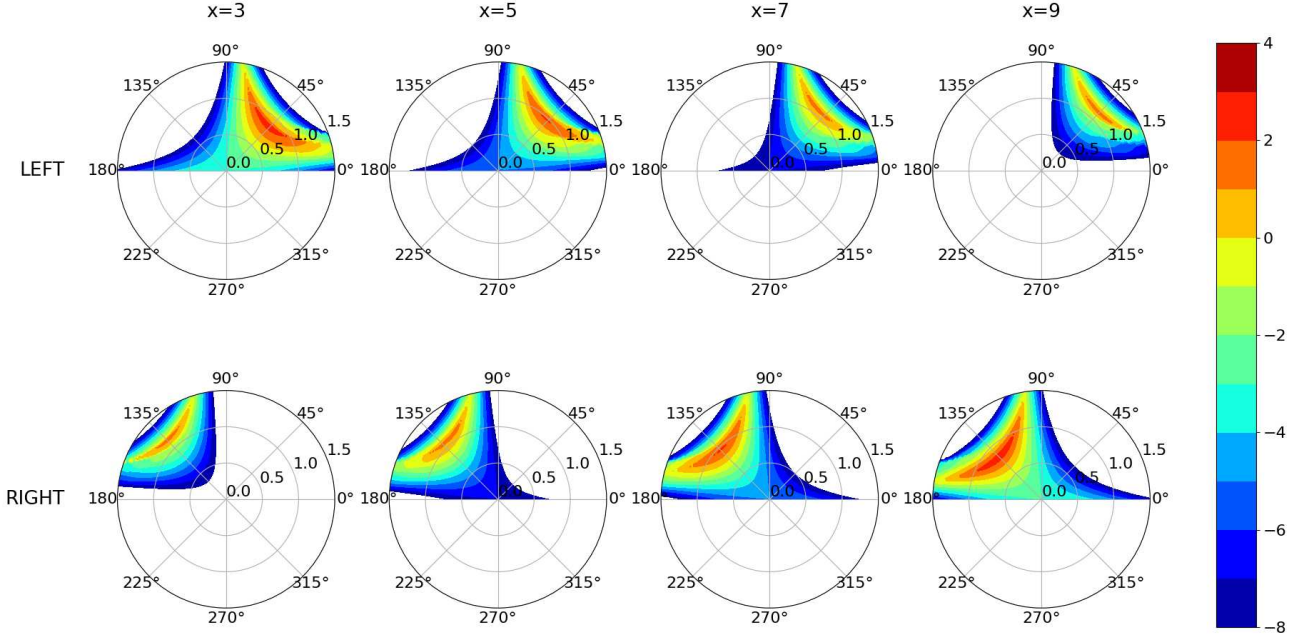 x=3 x=5 x=7 x=9
90° 90° 90° 90° 4
135° 45° 135° 45° 135° 45° 135° 45°
1.5 1.5 1.5 1.5
1.0 1.0 1.0 1.0
0.5 0.5 0.5 0.5 2
LEFT 180° 0.0 0° 180° 0.0 0° 180° 0.0 0° 180° 0.0 0°
0
225° 315° 225° 315° 225° 315° 225° 315°
270° 270° 270° 270°
−2
90° 90° 90° 90°
135° 45° 135° 45° 135° 45° 135° 45°
−4
1.5 1.5 1.5 1.5
1.0 1.0 1.0 1.0
0.5 0.5 0.5 0.5
RIGHT 180° 0.0 0° 180° 0.0 0° 180° 0.0 0° 180° 0.0 0°
−6
225° 315° 225° 315° 225° 315° 225° 315°
270° 270° 270° 270° −8